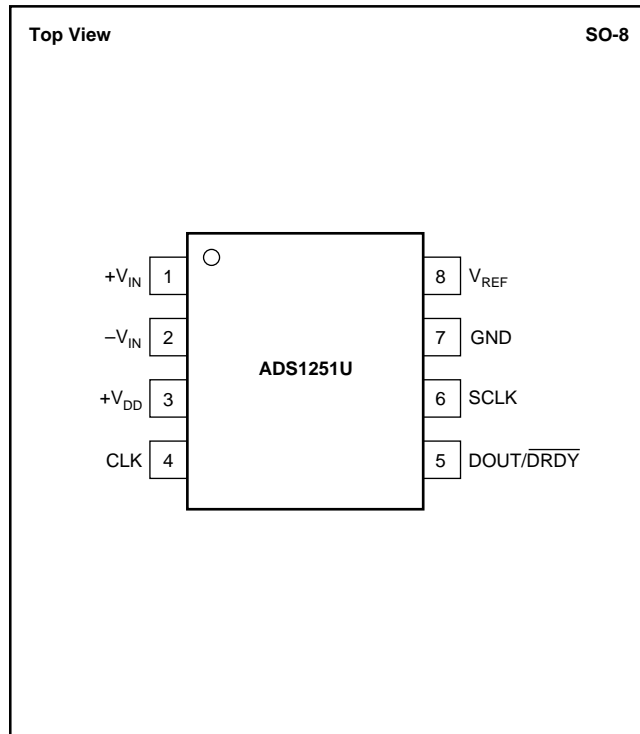 Top View SO-8
+VIN 1 8 VREF
–VIN 2 7 GND
ADS1251U
+VDD 3 6 SCLK
CLK 4 5 DOUT/DRDY